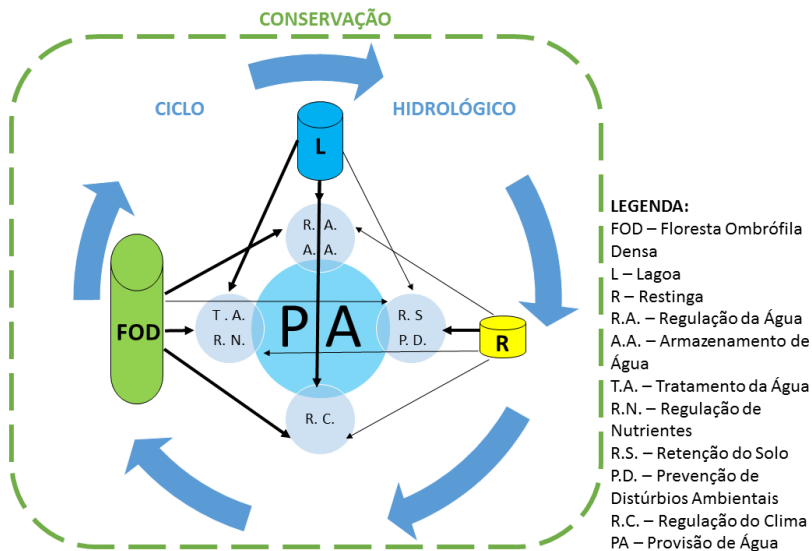 CONSERVAÇÃO
CICLO
HIDROLÓGICO
L
R. A.
A. A.
FOD
T . A.
R. N.
P A
R. S
P. D.
R
R. C.
LEGENDA:
FOD – Floresta Ombrófila
Densa
L – Lagoa
R – Restinga
R.A. – Regulação da Água
A.A. – Armazenamento de
Água
T.A. – Tratamento da Água
R.N. – Regulação de
Nutrientes
R.S. – Retenção do Solo
P.D. – Prevenção de
Distúrbios Ambientais
R.C. – Regulação do Clima
PA – Provisão de Água